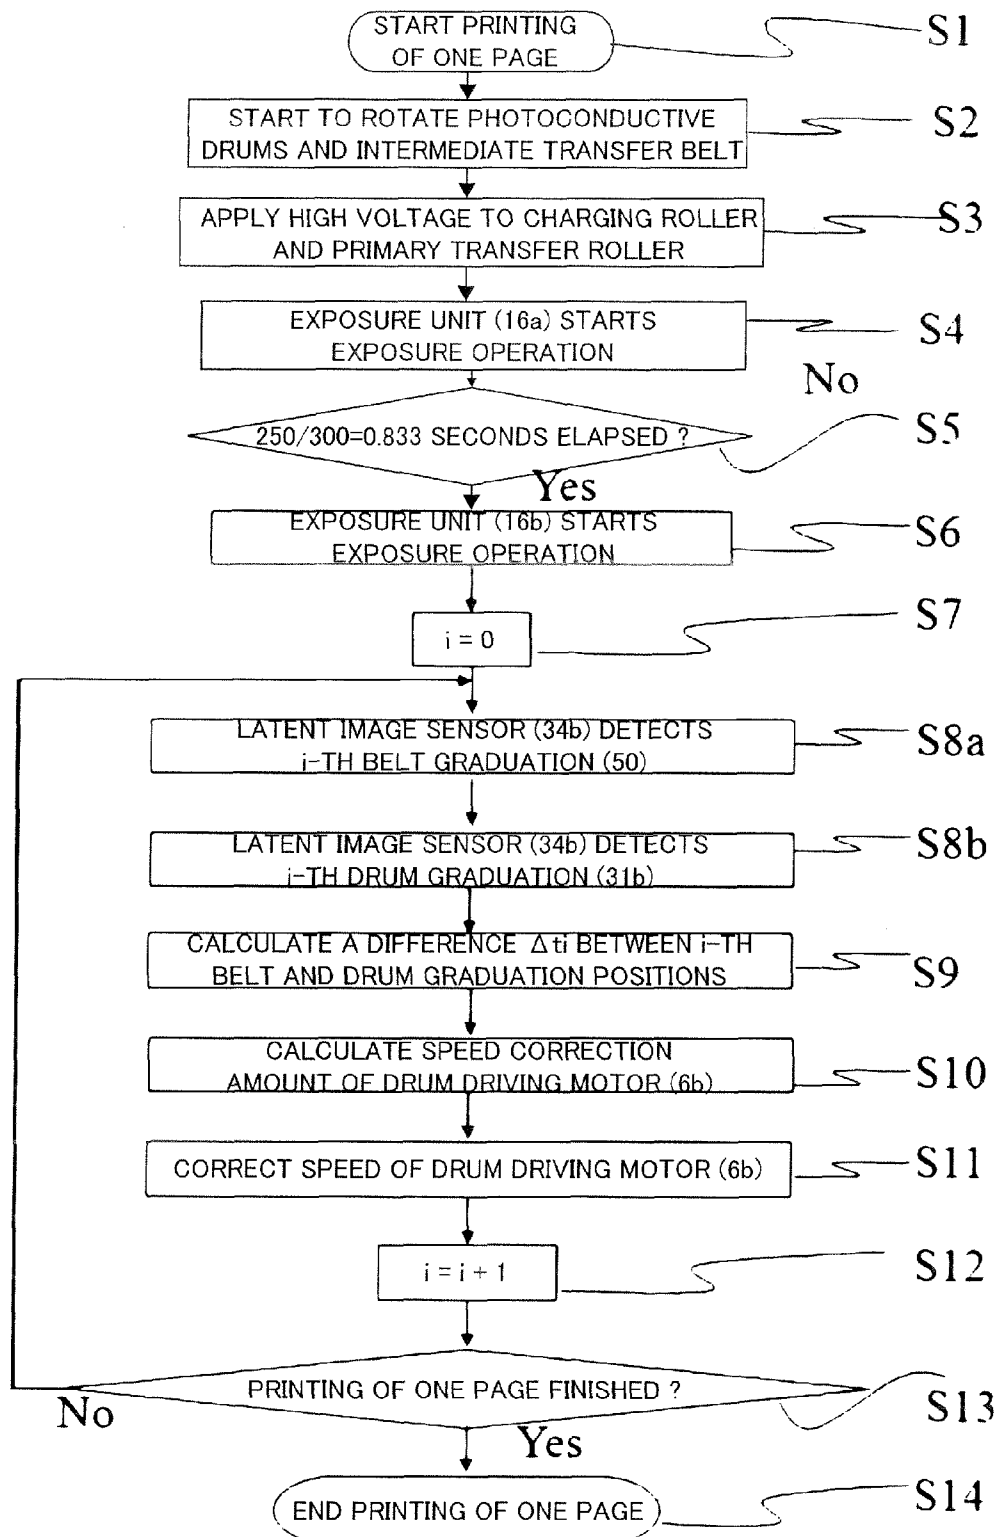 START PRINTING
OF ONE PAGE
S1
START TO ROTATE PHOTOCONDUCTIVE
DRUMS AND INTERMEDIATE TRANSFER BELT
S2
APPLY HIGH VOLTAGE TO CHARGING ROLLER
AND PRIMARY TRANSFER ROLLER
S3
EXPOSURE UNIT (16a) STARTS
EXPOSURE OPERATION
S4
No
250/300=0.833 SECONDS ELAPSED ?
S5
Yes
EXPOSURE UNIT (16b) STARTS
EXPOSURE OPERATION
S6
i = 0
S7
LATENT IMAGE SENSOR (34b) DETECTS
i-TH BELT GRADUATION (50)
S8a
LATENT IMAGE SENSOR (34b) DETECTS
i-TH DRUM GRADUATION (31b)
S8b
CALCULATE A DIFFERENCE Δti BETWEEN i-TH
BELT AND DRUM GRADUATION POSITIONS
S9
CALCULATE SPEED CORRECTION
AMOUNT OF DRUM DRIVING MOTOR (6b)
S10
CORRECT SPEED OF DRUM DRIVING MOTOR (6b)
S11
i = i + 1
S12
PRINTING OF ONE PAGE FINISHED ?
S13
No
Yes
END PRINTING OF ONE PAGE
S14